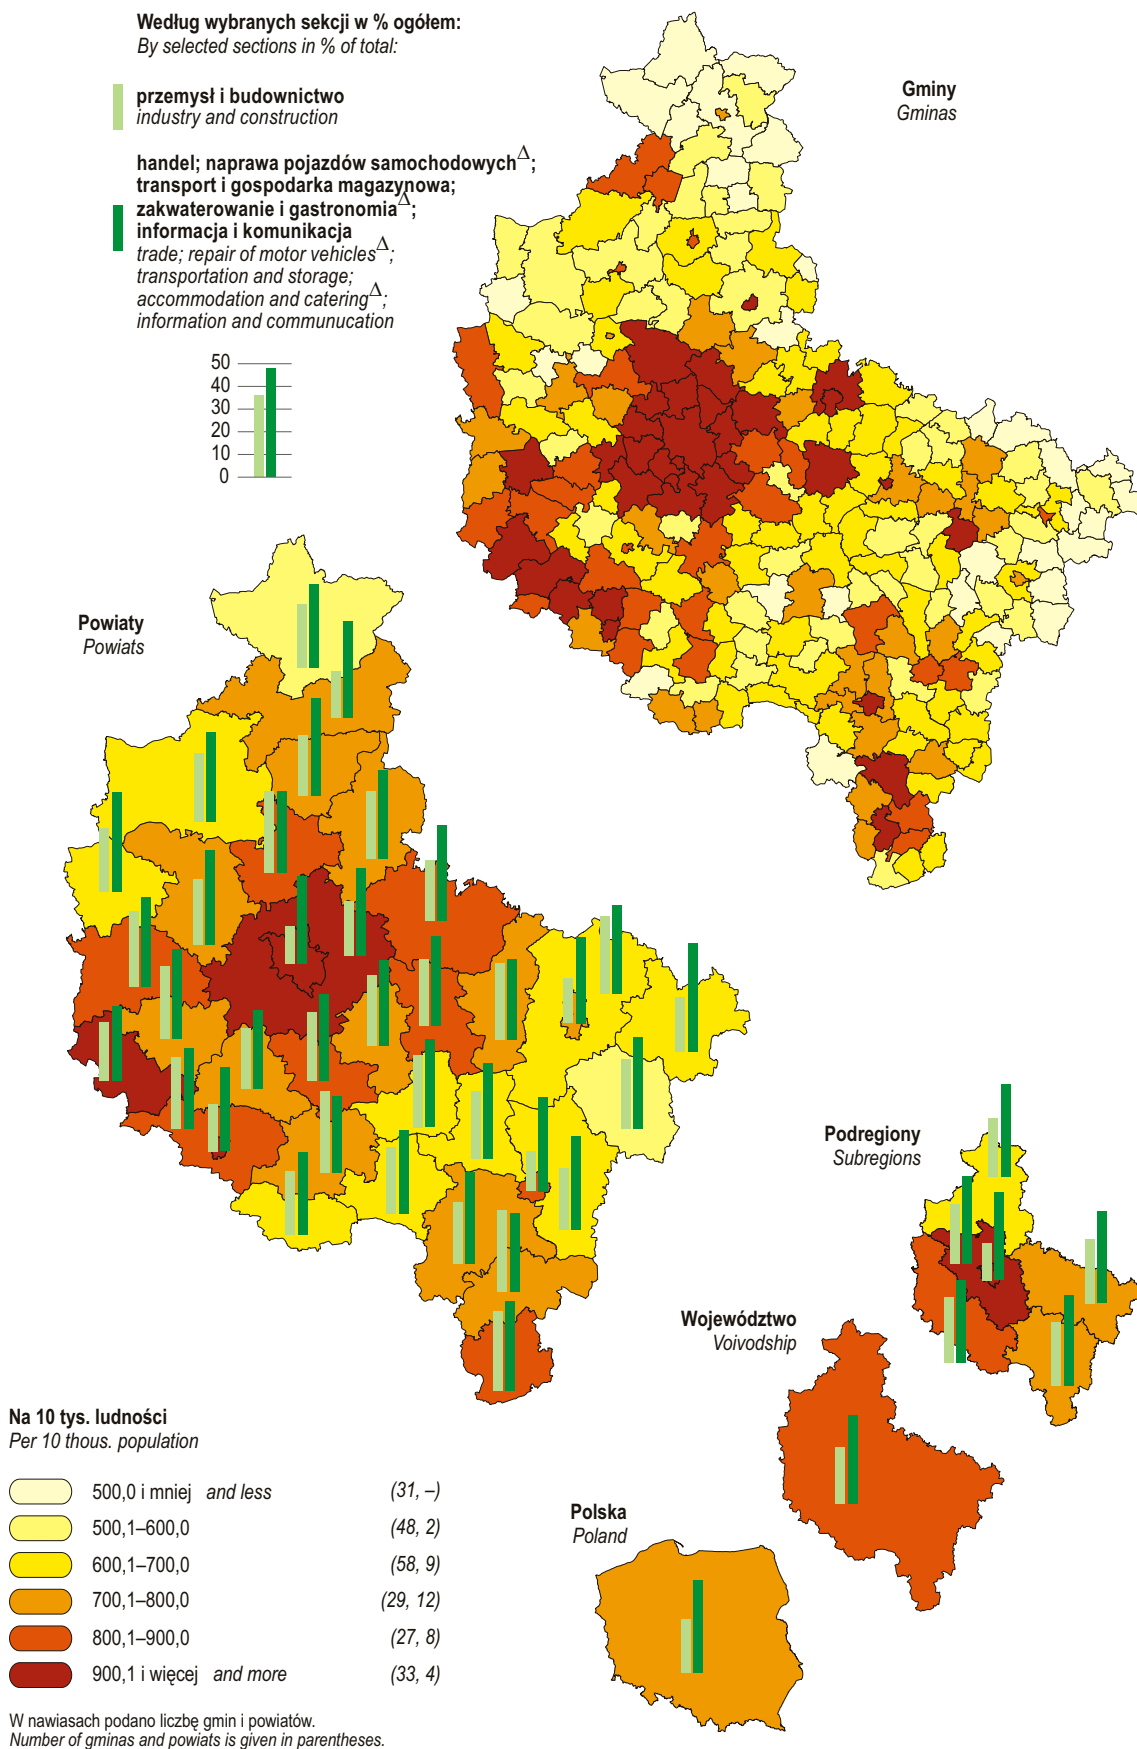 Według wybranych sekcji w % ogółem:
By selected sections in % of total:
przemysł i budownictwo
industry and construction
handel; naprawa pojazdów samochodowychΔ;
transport i gospodarka magazynowa;
zakwaterowanie i gastronomiaΔ;
informacja i komunikacja
trade; repair of motor vehiclesΔ;
transportation and storage;
accommodation and cateringΔ;
information and communucation
50
40
30
20
10
0
Gminy
Gminas
Powiaty
Powiats
Podregiony
Subregions
Województwo
Voivodship
Polska
Poland
Na 10 tys. ludności
Per 10 thous. population
500,0 i mniej and less (31, –)
500,1–600,0 (48, 2)
600,1–700,0 (58, 9)
700,1–800,0 (29, 12)
800,1–900,0 (27, 8)
900,1 i więcej and more (33, 4)
W nawiasach podano liczbę gmin i powiatów.
Number of gminas and powiats is given in parentheses.